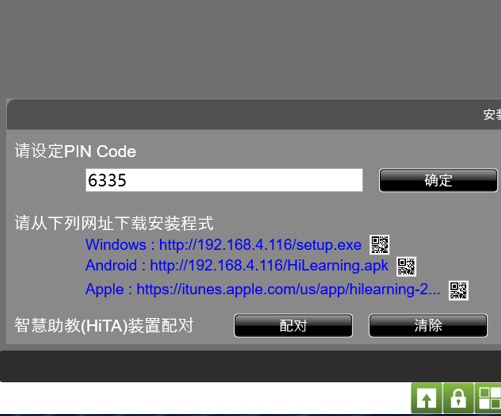 安装
请设定PIN Code
6335 确定
请从下列网址下载安装程式
Windows : http://192.168.4.116/setup.exe
Android : http://192.168.4.116/HiLearning.apk
Apple : https://itunes.apple.com/us/app/hilearning-2...
智慧助教(HiTA)装置配对 配对 清除